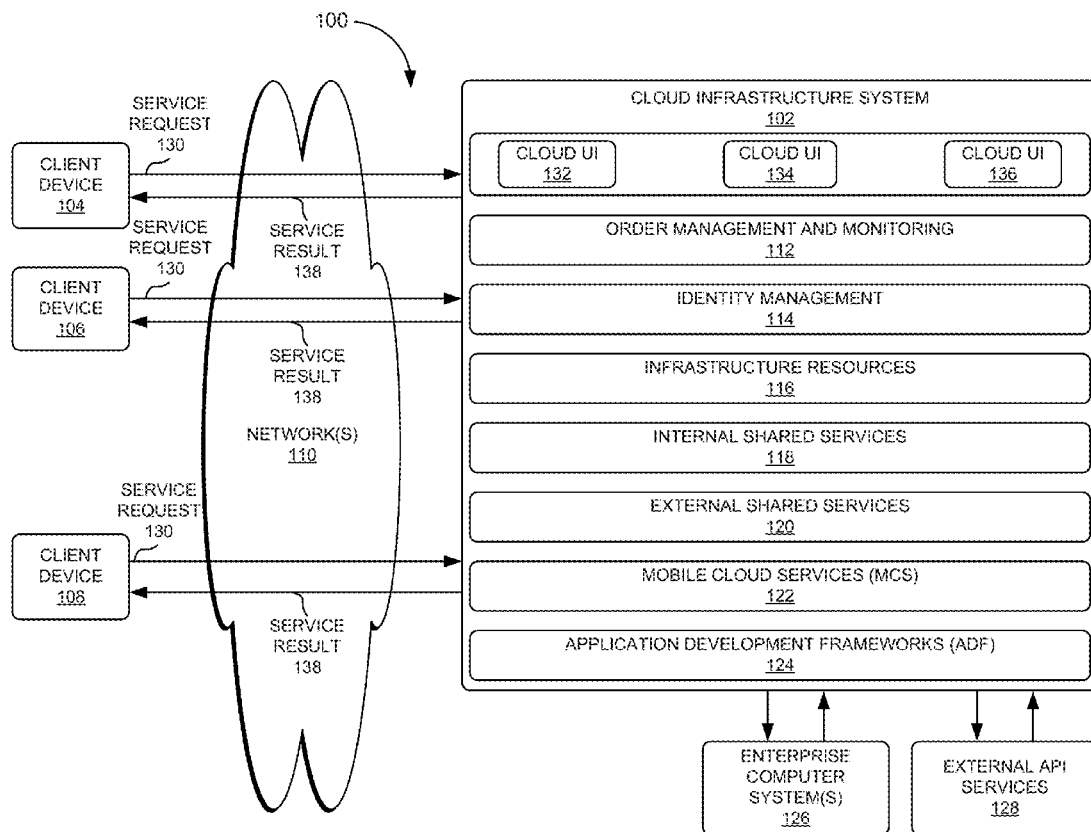 100
CLOUD INFRASTRUCTURE SYSTEM
102
CLOUD UI
132
CLOUD UI
134
CLOUD UI
136
SERVICE
REQUEST
130
CLIENT
DEVICE
104
SERVICE
RESULT
138
ORDER MANAGEMENT AND MONITORING
112
SERVICE
REQUEST
130
CLIENT
DEVICE
106
SERVICE
RESULT
138
IDENTITY MANAGEMENT
114
INFRASTRUCTURE RESOURCES
116
NETWORK(S)
110
INTERNAL SHARED SERVICES
118
EXTERNAL SHARED SERVICES
120
SERVICE
REQUEST
130
CLIENT
DEVICE
108
SERVICE
RESULT
138
MOBILE CLOUD SERVICES (MCS)
122
APPLICATION DEVELOPMENT FRAMEWORKS (ADF)
124
ENTERPRISE
COMPUTER
SYSTEM(S)
126
EXTERNAL API
SERVICES
128